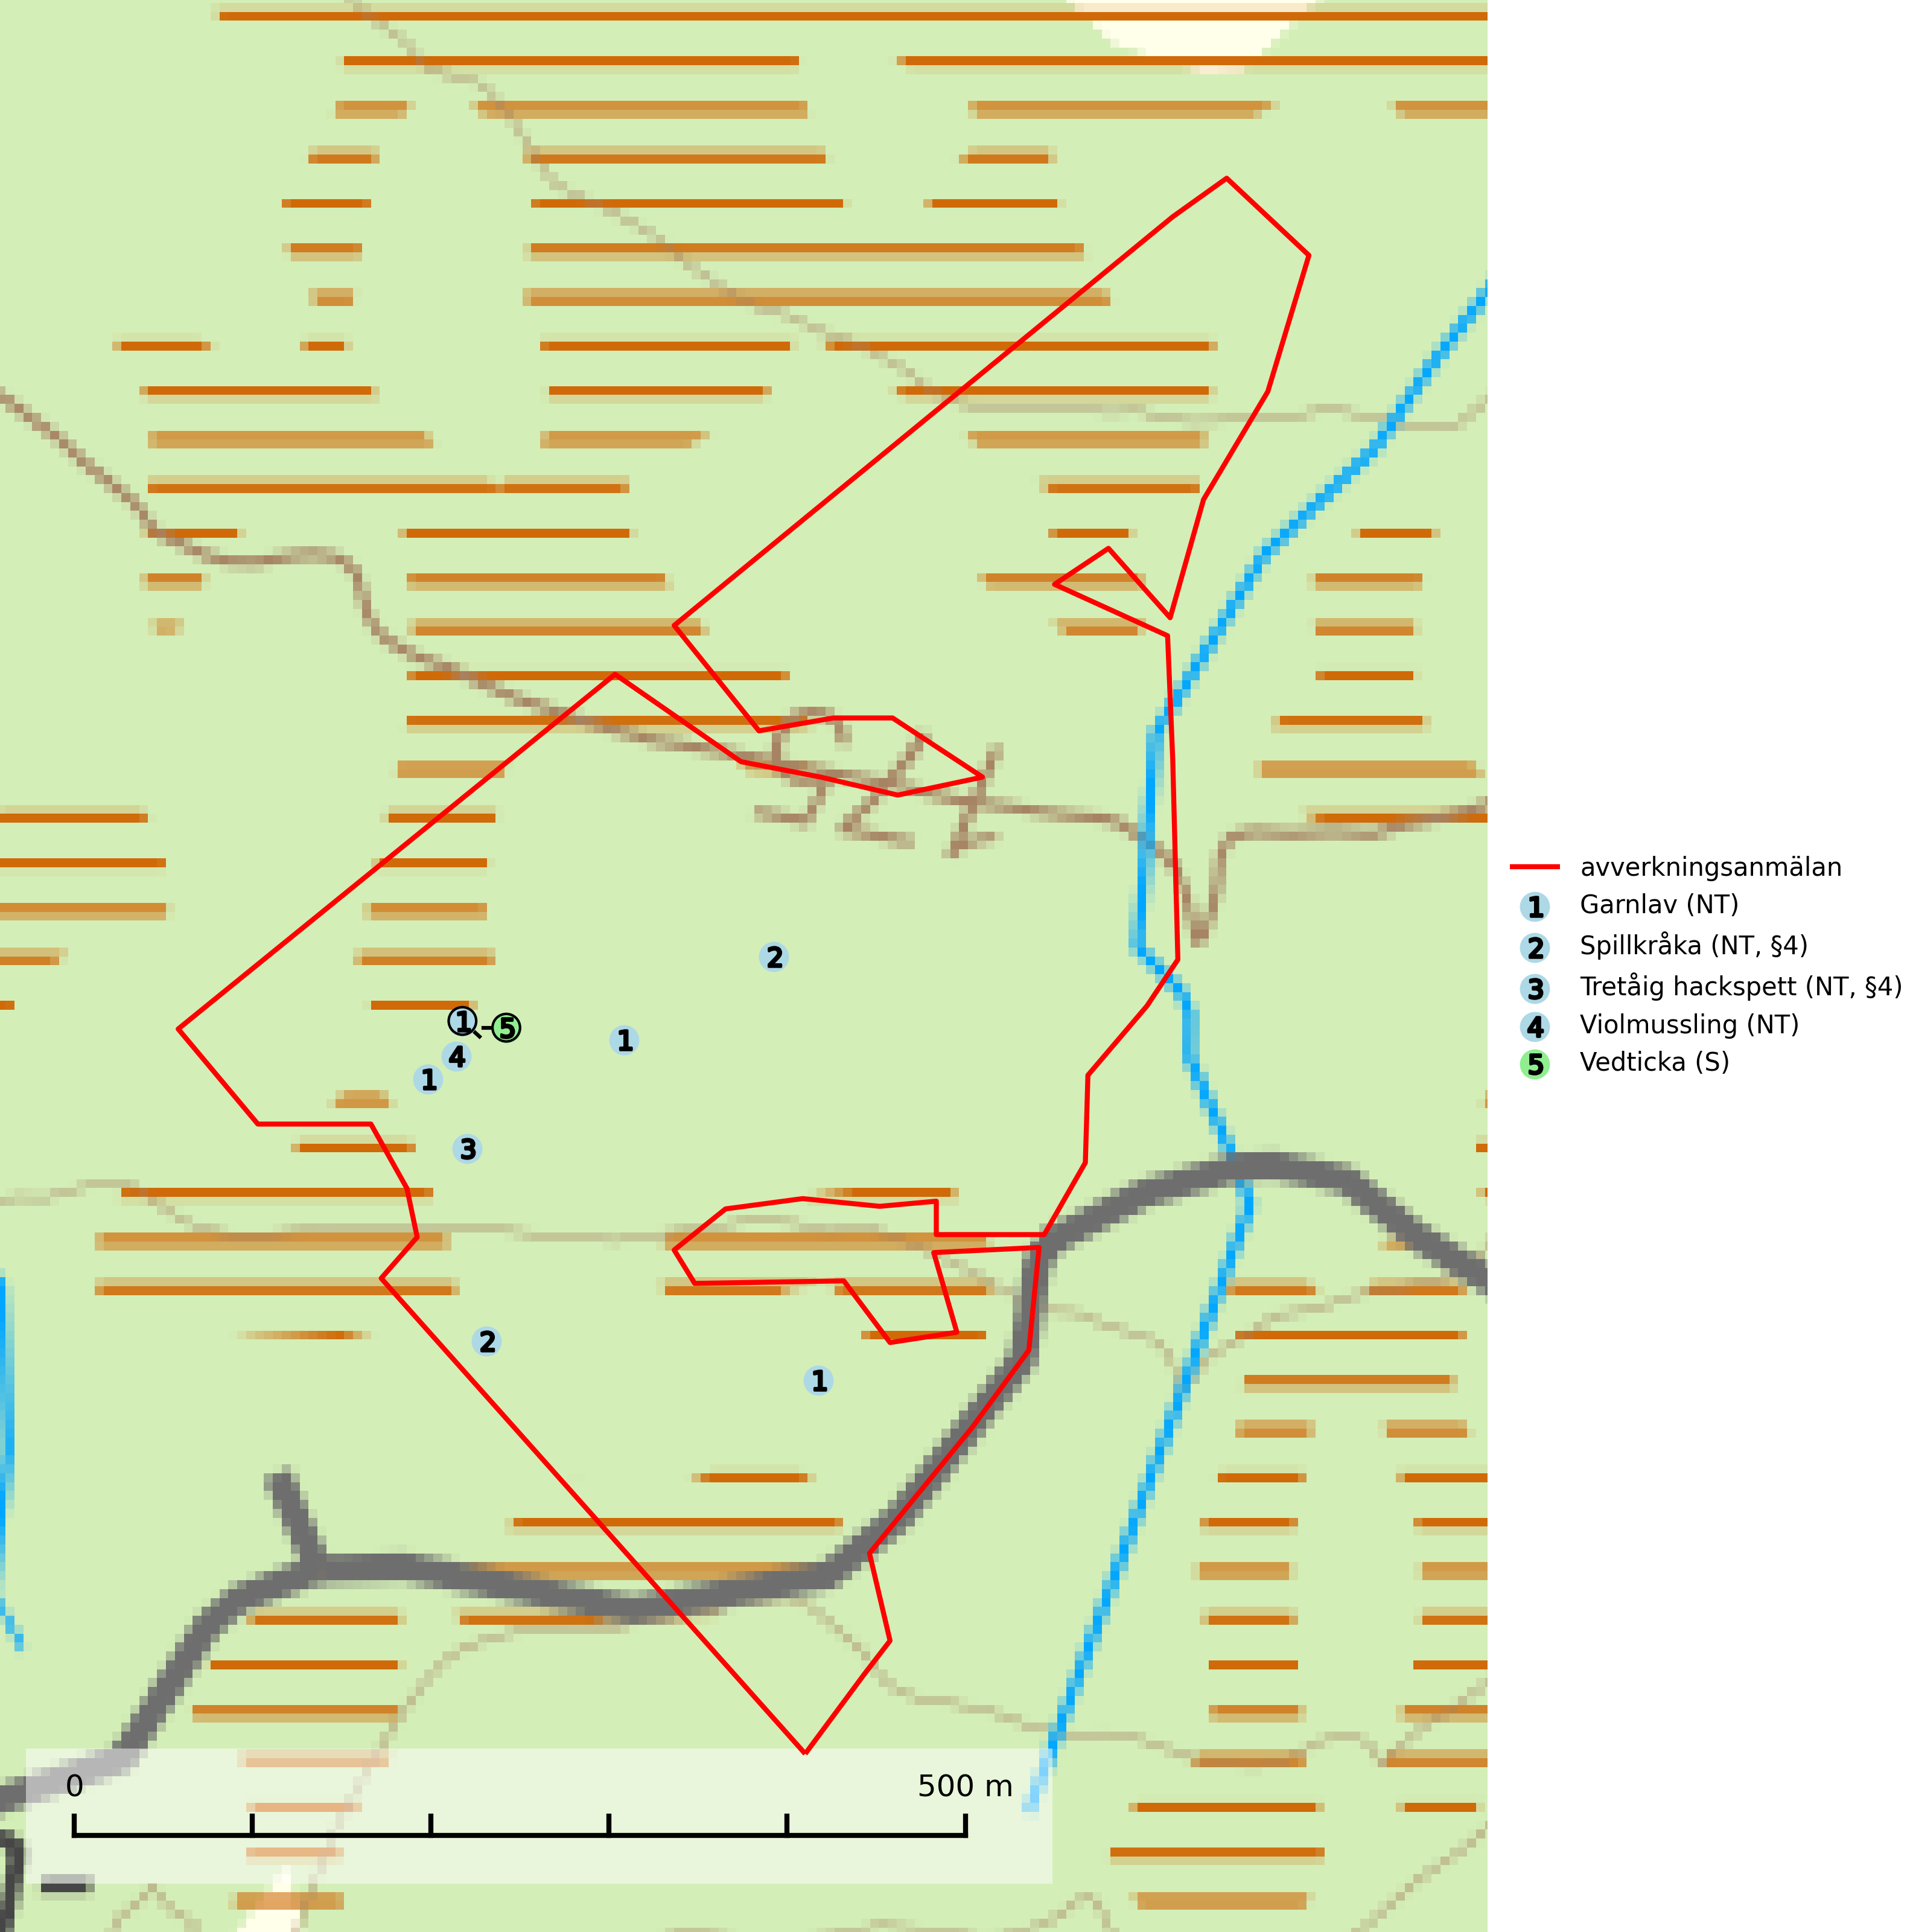 2
1
5
1
4
1
3
2
1
0
500 m
avverkningsanmälan
1 Garnlav (NT)
2 Spillkråka (NT, §4)
3 Tretåig hackspett (NT, §4)
4 Violmussling (NT)
5 Vedticka (S)